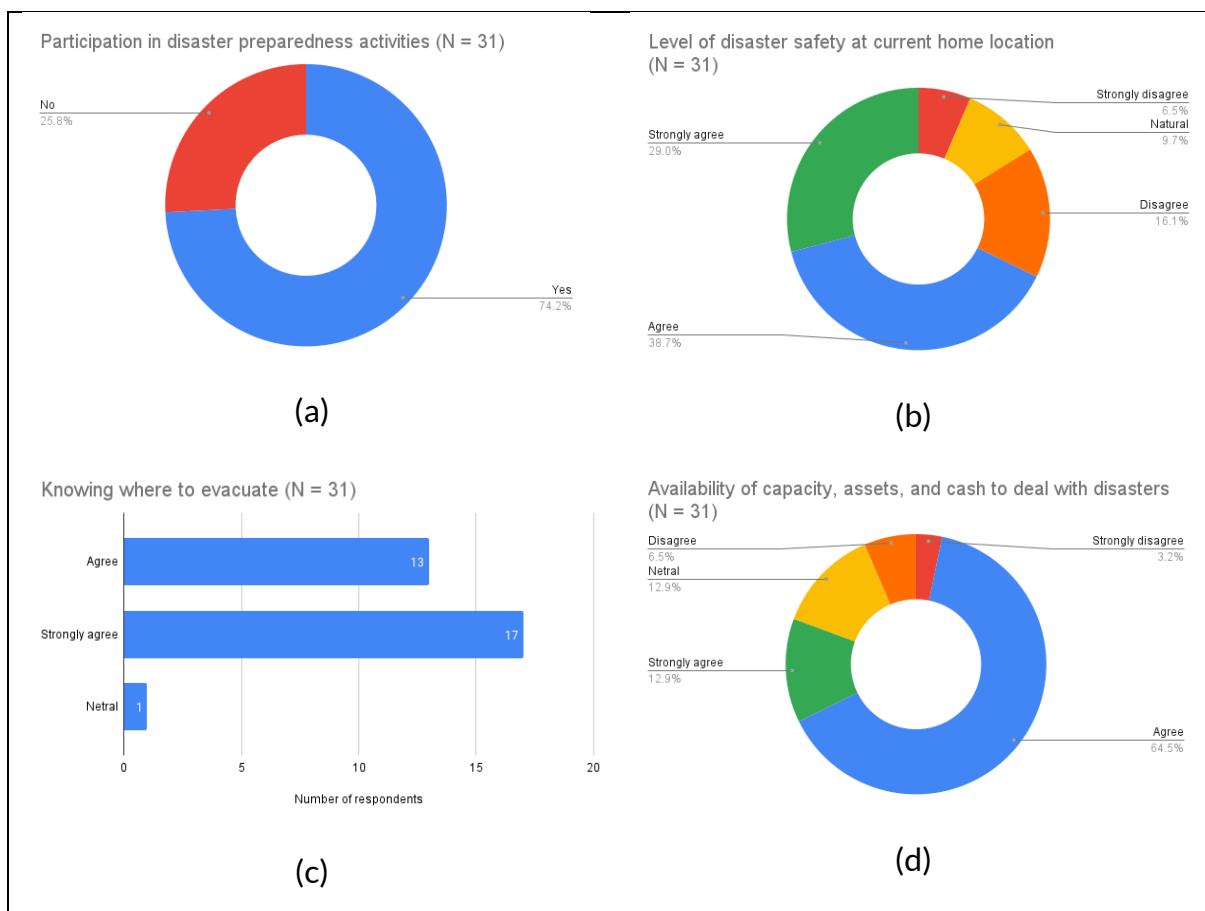 Participation in disaster preparedness activities (N = 31)
No
25.8%
Yes
74.2%
(a)
Level of disaster safety at current home location
(N = 31)
Strongly disagree
6.5%
Natural
9.7%
Disagree
16.1%
Strongly agree
29.0%
Agree
38.7%
(b)
Knowing where to evacuate (N = 31)
Agree
13
Strongly agree
17
Netral
1
0 5 10 15 20
Number of respondents
(c)
Availability of capacity, assets, and cash to deal with disasters
(N = 31)
Disagree
6.5%
Strongly disagree
3.2%
Netral
12.9%
Strongly agree
12.9%
Agree
64.5%
(d)